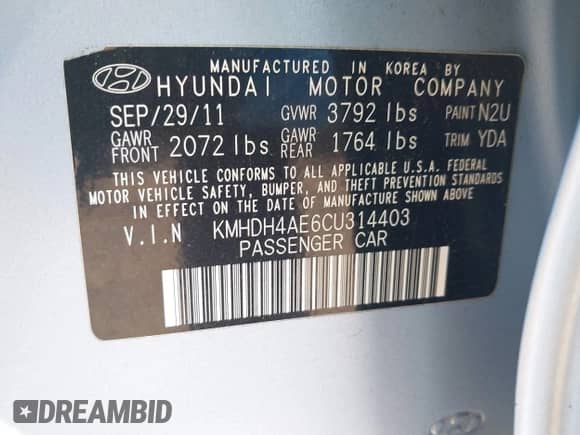 MANUFACTURED IN KOREA BY
HYUNDAI MOTOR COMPANY
SEP/29/11 GVWR 3792 lbs PAINT N2U
GAWR FRONT 2072 lbs GAWR REAR 1764 lbs TRIM YDA
THIS VEHICLE CONFORMS TO ALL APPLICABLE U.S.A. FEDERAL
MOTOR VEHICLE SAFETY, BUMPER, AND THEFT PREVENTION STANDARDS
IN EFFECT ON THE DATE OF MANUFACTURE SHOWN ABOVE.
V.I.N KMHDH4AE6CU314403
PASSENGER CAR
DREAMBID